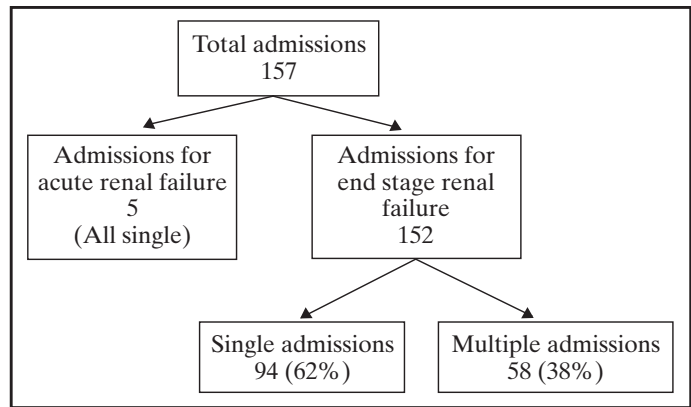 Total admissions
157
Admissions for
acute renal failure
5
(All single)
Admissions for
end stage renal
failure
152
Single admissions
94 (62%)
Multiple admissions
58 (38%)